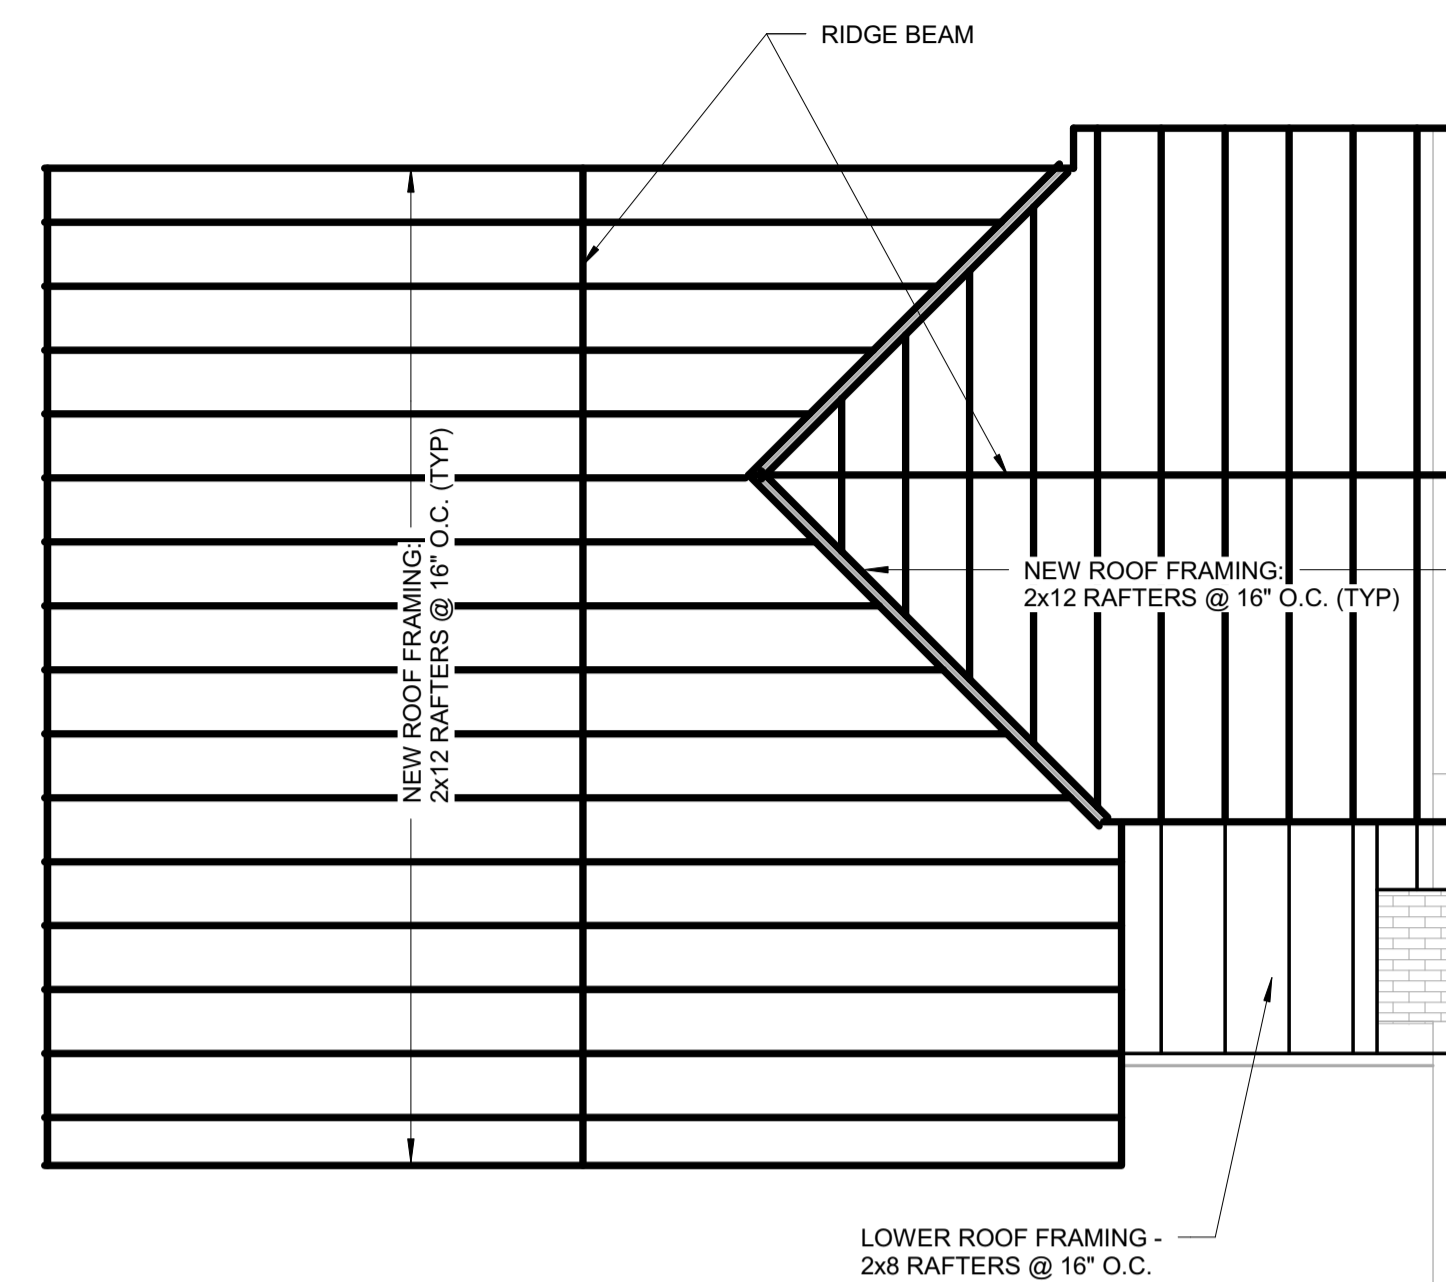 RIDGE BEAM
NEW ROOF FRAMING:
2x12 RAFTERS @ 16" O.C. (TYP)
NEW ROOF FRAMING:
2x12 RAFTERS @ 16" O.C. (TYP)
LOWER ROOF FRAMING -
2x8 RAFTERS @ 16" O.C.